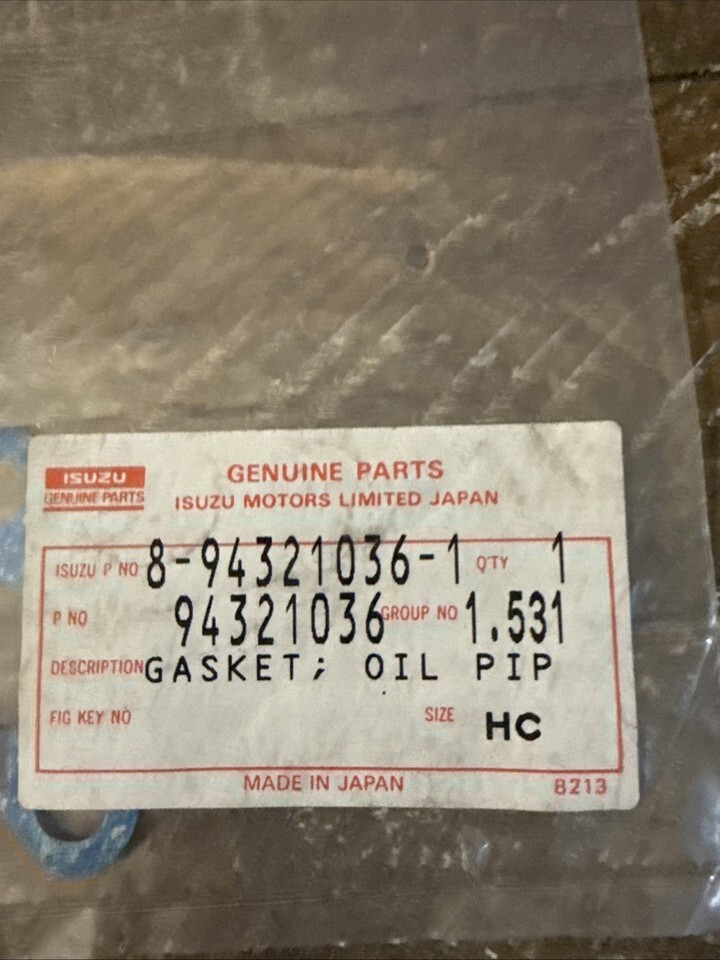 ISUZU
GENUINE PARTS
GENUINE PARTS
ISUZU MOTORS LIMITED JAPAN
ISUZU P NO 8-94321036-1 Q'TY 1
P NO 94321036 GROUP NO 1.531
DESCRIPTION GASKET; OIL PIP
FIG KEY NO SIZE HC
MADE IN JAPAN 8213